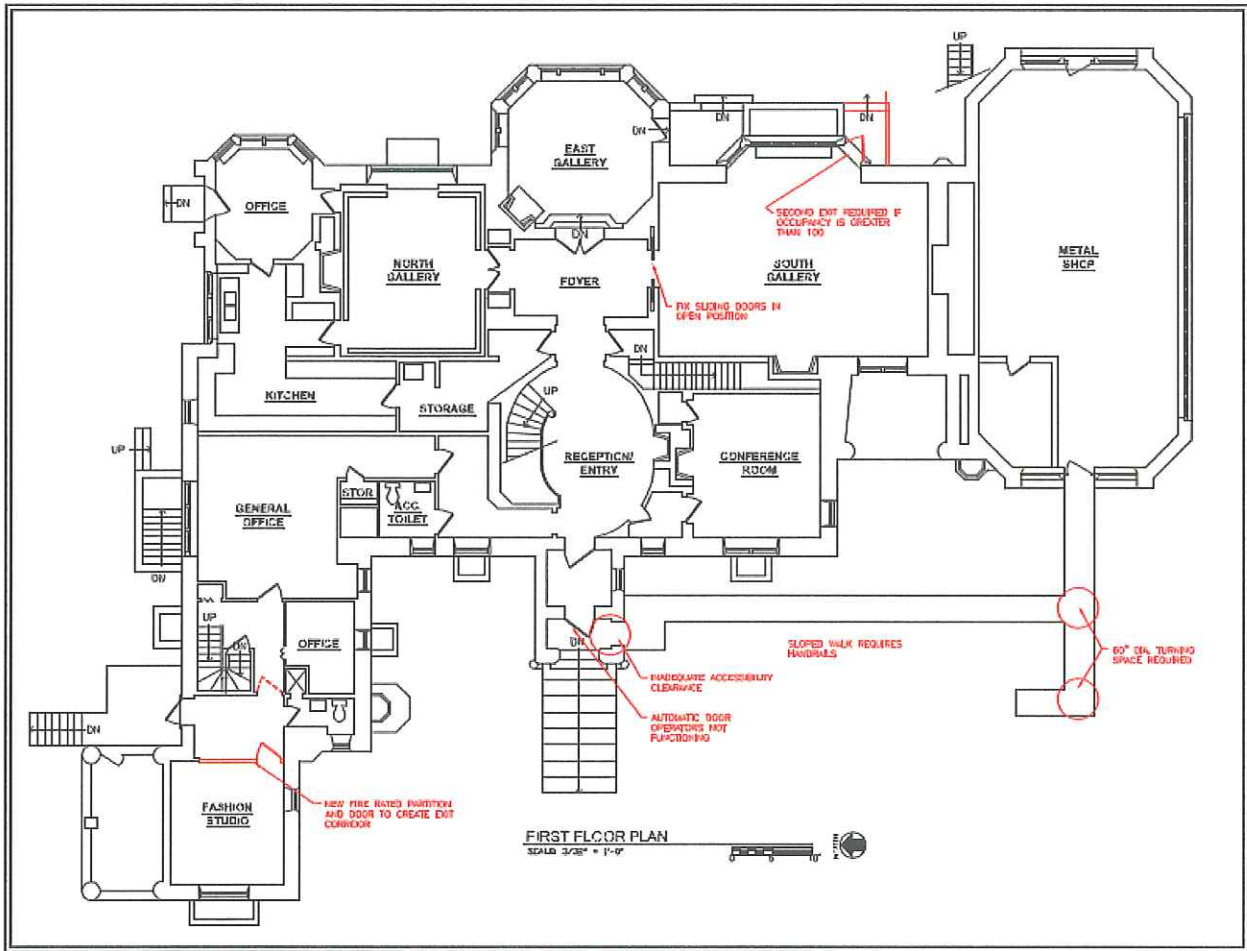 UP
DN
DN
EAST
GALLERY
DN
OFFICE
DN
SECOND EXIT REQUIRED IF
OCCUPANCY IS GREATER
THAN 100
DN
METAL
SHOP
NORTH
GALLERY
SOUTH
GALLERY
FOYER
FIX SLIDING DOORS IN
OPEN POSITION
DN
UP
KITCHEN
STORAGE
UP
RECEPTION/
ENTRY
CONFERENCE
ROOM
STOR
ACC.
TOILET
GENERAL
OFFICE
DN
UP
DN
OFFICE
DN
SLOPED WALK REQUIRES
HANDRAILS
60" DIA. TURNING
SPACE REQUIRED
INADEQUATE ACCESSIBILITY
CLEARANCE
AUTOMATIC DOOR
OPERATORS NOT
FUNCTIONING
DN
NEW FIRE RATED PARTITION
AND DOOR TO CREATE EXIT
CORRIDOR
FASHION
STUDIO
FIRST FLOOR PLAN
SCALE: 3/32" = 1'-0"